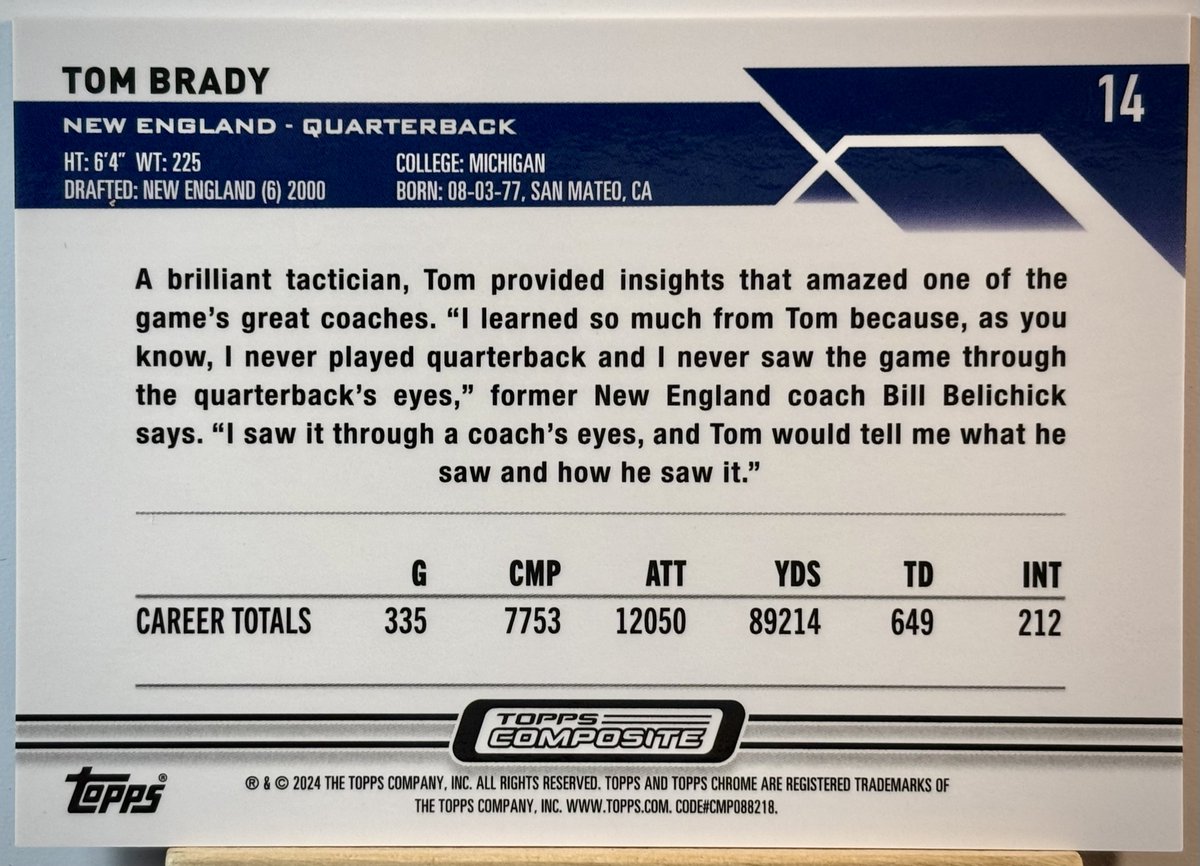 TOM BRADY
14
NEW ENGLAND - QUARTERBACK
HT: 6'4" WT: 225 COLLEGE: MICHIGAN
DRAFTED: NEW ENGLAND (6) 2000 BORN: 08-03-77, SAN MATEO, CA
A brilliant tactician, Tom provided insights that amazed one of the
game's great coaches. “I learned so much from Tom because, as you
know, I never played quarterback and I never saw the game through
the quarterback's eyes,” former New England coach Bill Belichick
says. “I saw it through a coach's eyes, and Tom would tell me what he
saw and how he saw it.”
G CMP ATT YDS TD INT
CAREER TOTALS 335 7753 12050 89214 649 212
TOPPS
COMPOSITE
topps®
® & © 2024 THE TOPPS COMPANY, INC. ALL RIGHTS RESERVED. TOPPS AND TOPPS CHROME ARE REGISTERED TRADEMARKS OF
THE TOPPS COMPANY, INC. WWW.TOPPS.COM. CODE#CMP088218.